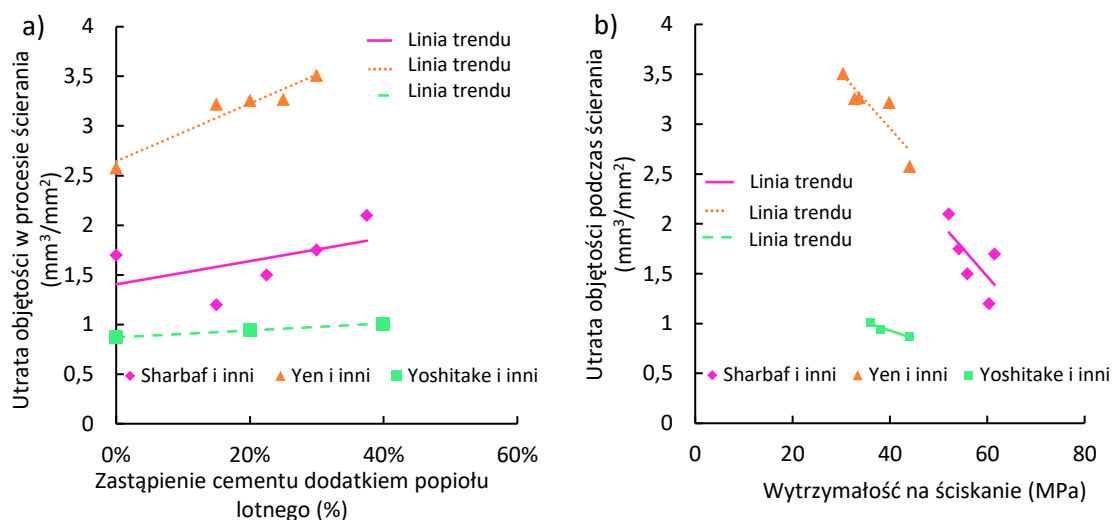 a)
Utrata objętości w procesie ścierania
(mm³/mm²)
4
3,5
3
2,5
2
1,5
1
0,5
0
Linia trendu
Linia trendu
Linia trendu
Sharbaf i inni Yen i inni Yoshitake i inni
0% 20% 40% 60%
Zastąpienie cementu dodatkiem popiołu
lotnego (%)
b)
Utrata objętości podczas ścierania
(mm³/mm²)
4
3,5
3
2,5
2
1,5
1
0,5
0
Linia trendu
Linia trendu
Linia trendu
Sharbaf i inni Yen i inni Yoshitake i inni
0 20 40 60 80
Wytrzymałość na ściskanie (MPa)